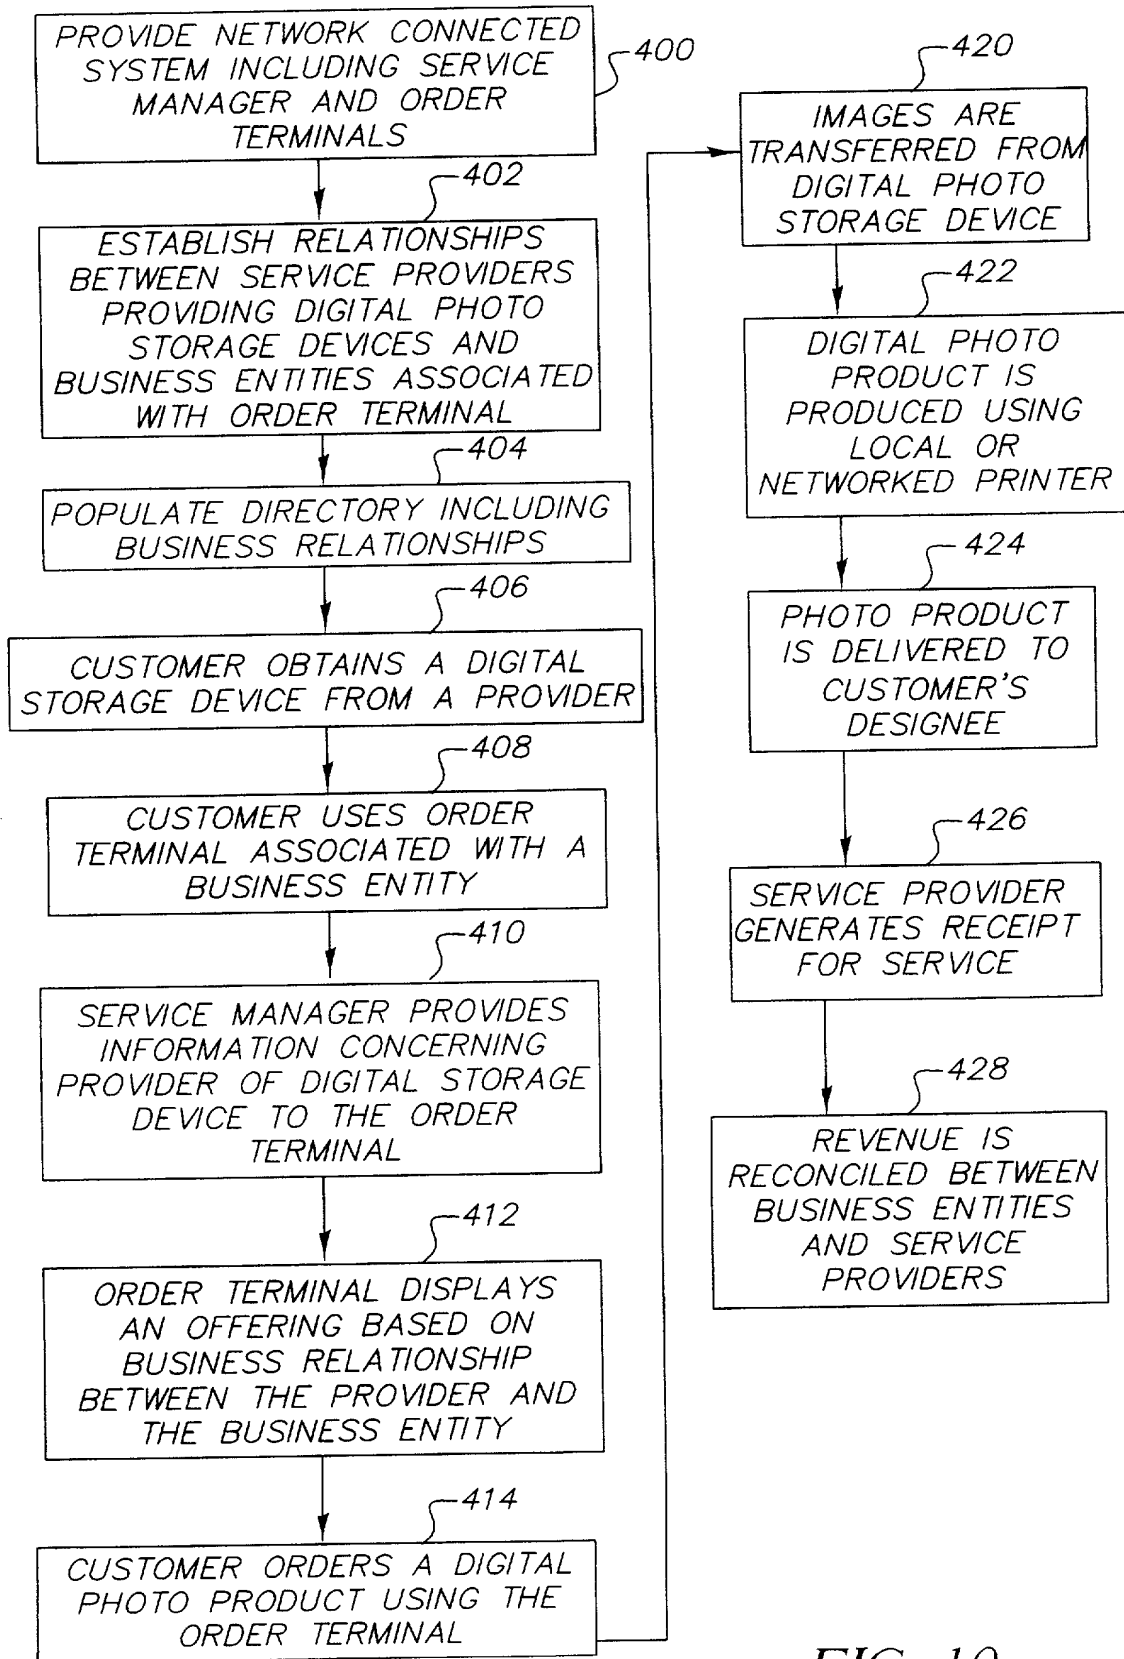 PROVIDE NETWORK CONNECTED
SYSTEM INCLUDING SERVICE
MANAGER AND ORDER
TERMINALS
400
402
ESTABLISH RELATIONSHIPS
BETWEEN SERVICE PROVIDERS
PROVIDING DIGITAL PHOTO
STORAGE DEVICES AND
BUSINESS ENTITIES ASSOCIATED
WITH ORDER TERMINAL
404
POPULATE DIRECTORY INCLUDING
BUSINESS RELATIONSHIPS
406
CUSTOMER OBTAINS A DIGITAL
STORAGE DEVICE FROM A PROVIDER
408
CUSTOMER USES ORDER
TERMINAL ASSOCIATED WITH A
BUSINESS ENTITY
410
SERVICE MANAGER PROVIDES
INFORMATION CONCERNING
PROVIDER OF DIGITAL STORAGE
DEVICE TO THE ORDER
TERMINAL
412
ORDER TERMINAL DISPLAYS
AN OFFERING BASED ON
BUSINESS RELATIONSHIP
BETWEEN THE PROVIDER AND
THE BUSINESS ENTITY
414
CUSTOMER ORDERS A DIGITAL
PHOTO PRODUCT USING THE
ORDER TERMINAL
420
IMAGES ARE
TRANSFERRED FROM
DIGITAL PHOTO
STORAGE DEVICE
422
DIGITAL PHOTO
PRODUCT IS
PRODUCED USING
LOCAL OR
NETWORKED PRINTER
424
PHOTO PRODUCT
IS DELIVERED TO
CUSTOMER'S
DESIGNEE
426
SERVICE PROVIDER
GENERATES RECEIPT
FOR SERVICE
428
REVENUE IS
RECONCILED BETWEEN
BUSINESS ENTITIES
AND SERVICE
PROVIDERS
FIG. 10